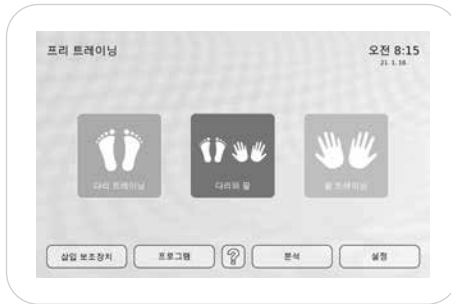 프리 트레이닝
오전 8:15
21. 1. 16.
다리 트레이닝
다리와 팔
팔 트레이닝
삽입 보조장치
프로그램
?
분석
설정